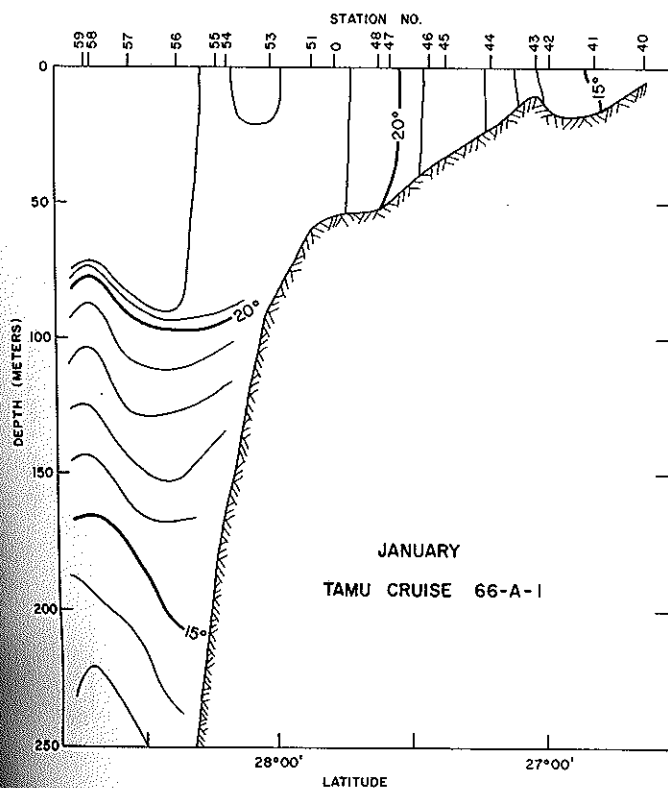 STATION NO.
59 58 57 56 55 54 53 51 0 48 47 46 45 44 43 42 41 40
0
50
100
150
200
250
DEPTH (METERS)
20°
15°
20°
15°
JANUARY
TAMU CRUISE 66-A-I
28°00'
27°00'
LATITUDE